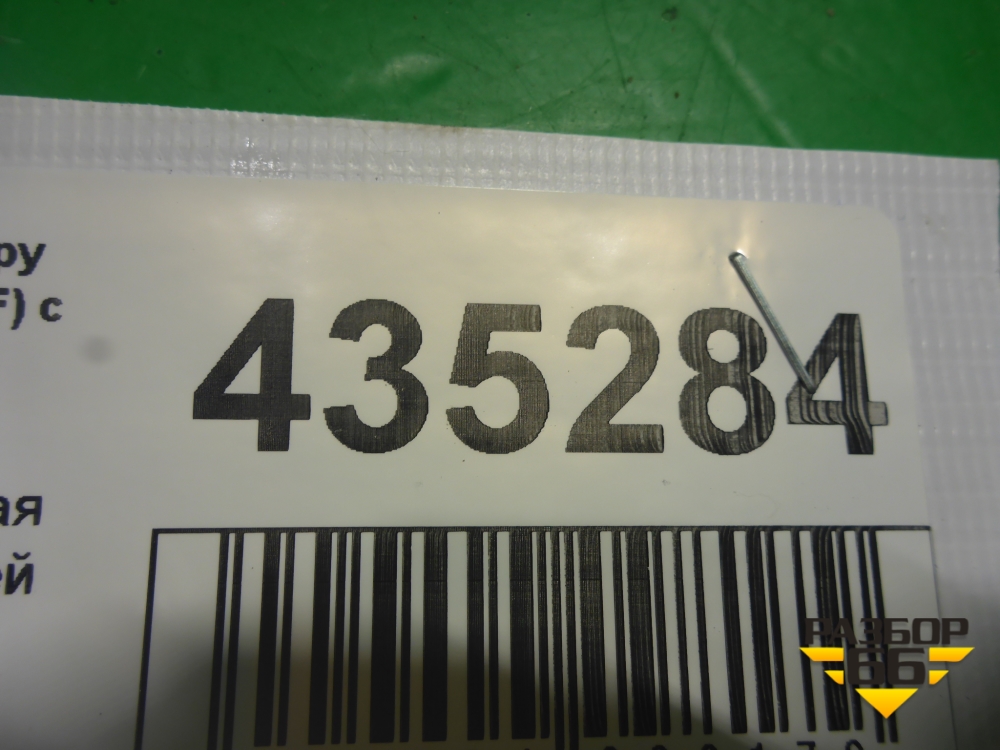 ру
F) с
435284
ая
ей
РАЗБОР
66